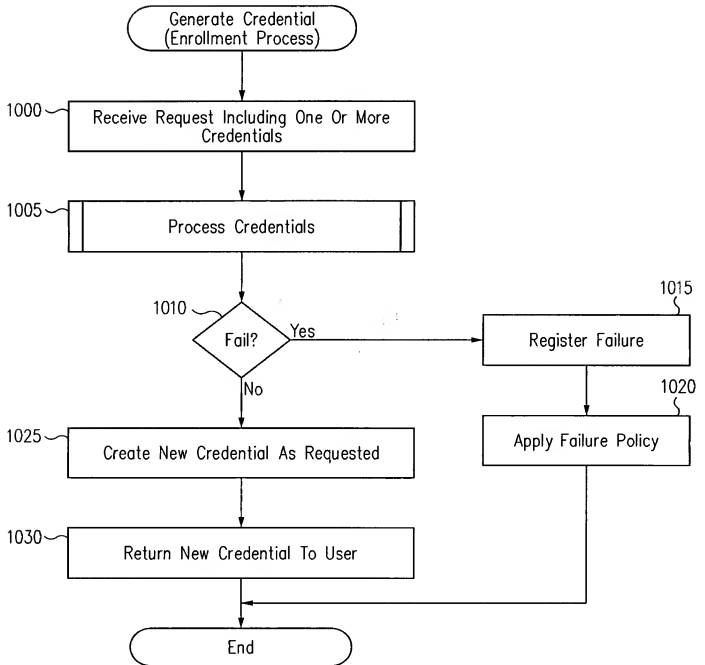 Generate Credential
(Enrollment Process)
1000
Receive Request Including One Or More
Credentials
1005
Process Credentials
1010
Fail?
Yes
No
1015
Register Failure
1020
Apply Failure Policy
1025
Create New Credential As Requested
1030
Return New Credential To User
End